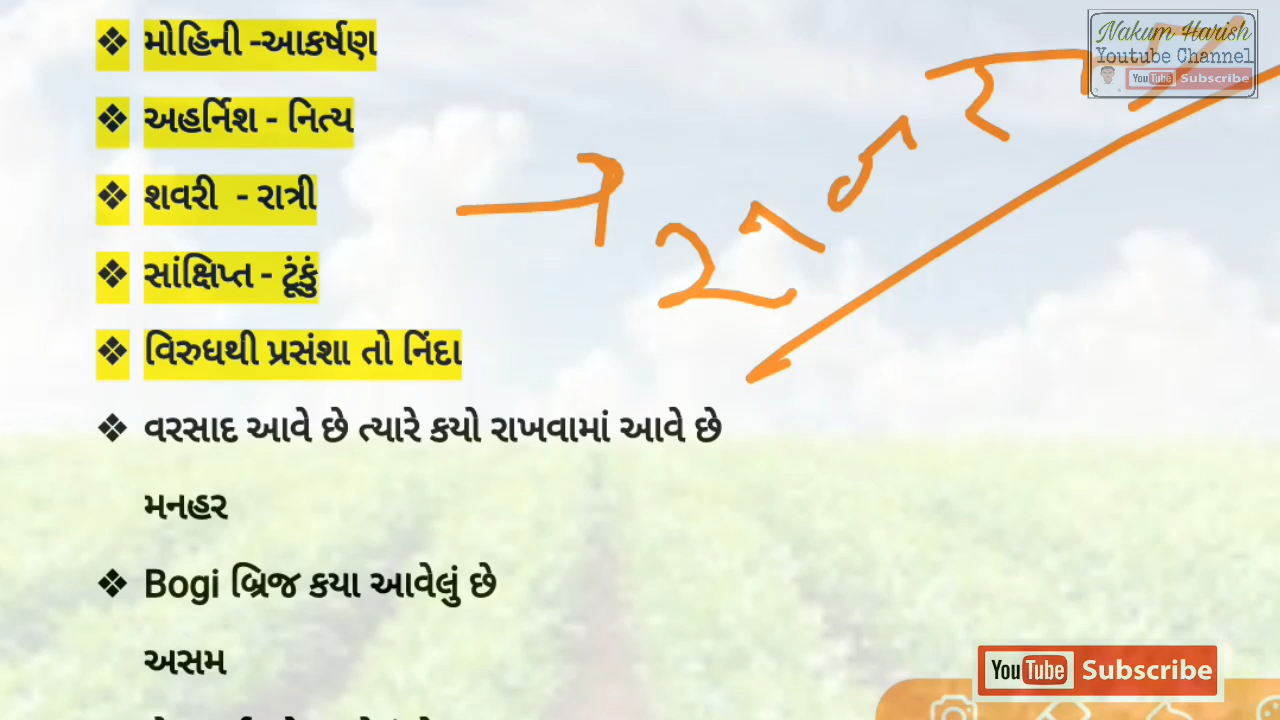 ❖ મોહિની -આકર્ષણ
❖ અહર્નિશ - નિત્ય
❖ શવરી - રાત્રી
❖ સાંક્ષિપ્ત - ટૂંકું
❖ વિરુધથી પ્રસંશા તો નિંદા
❖ વરસાદ આવે છે ત્યારે કયો રાખવામાં આવે છે
મનહર
❖ Bogi બ્રિજ કયા આવેલું છે
અસમ
Nakum Harish
Youtube Channel
YouTube Subscribe
YouTube Subscribe